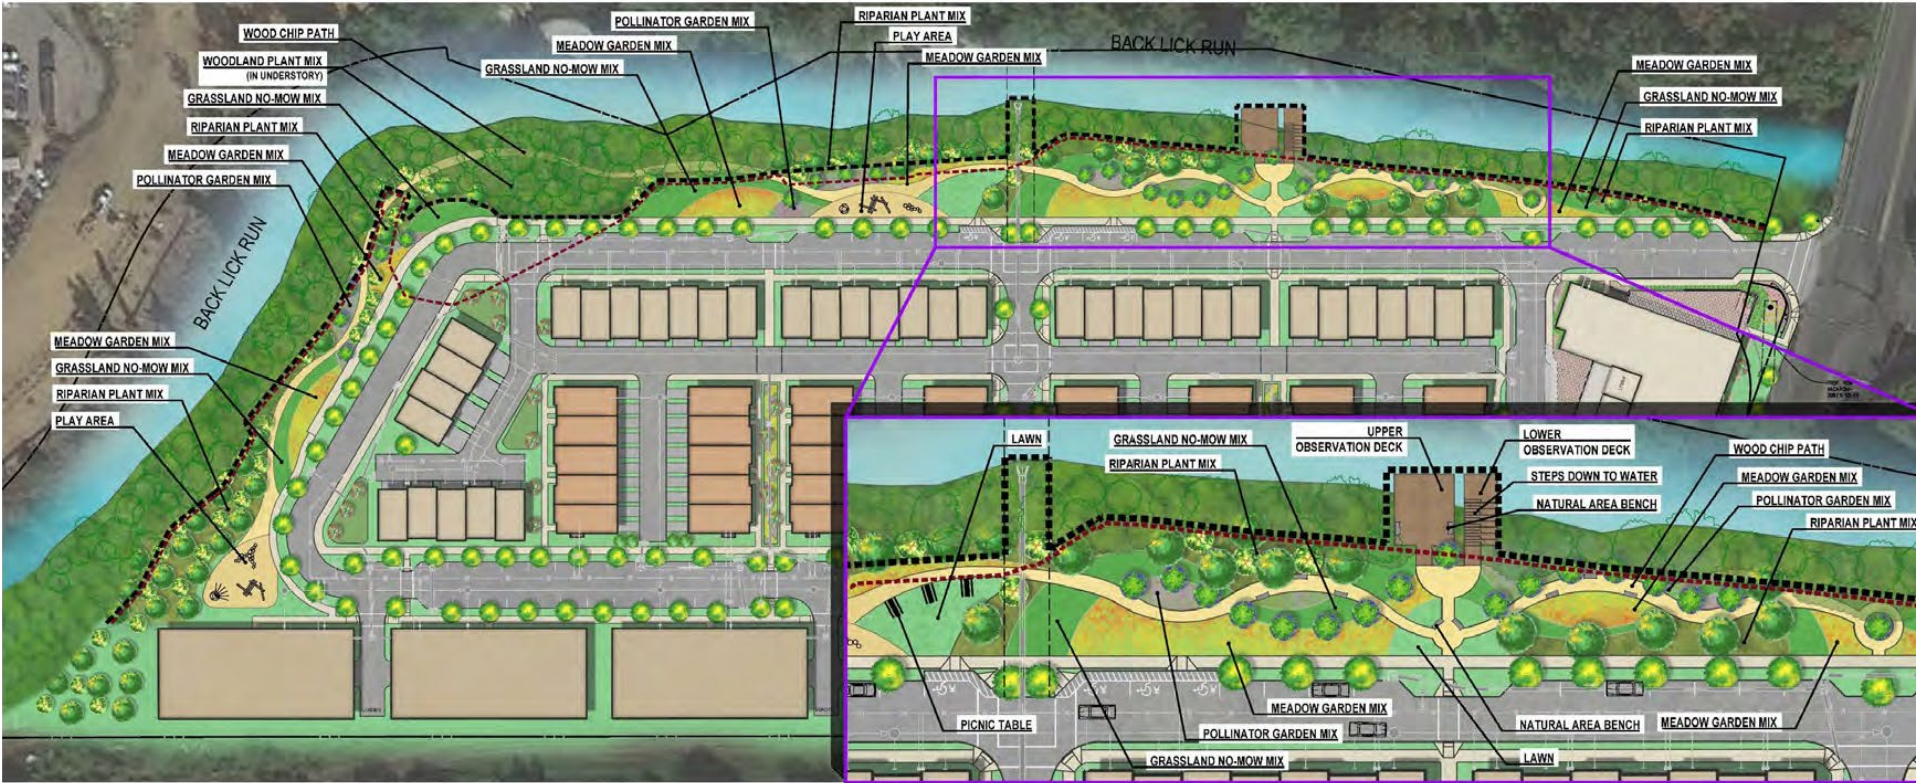 RIPARIAN PLANT MIX
POLLINATOR GARDEN MIX
WOOD CHIP PATH
PLAY AREA
MEADOW GARDEN MIX
BACK LICK RUN
WOODLAND PLANT MIX
(IN UNDERSTORY)
MEADOW GARDEN MIX
GRASSLAND NO-MOW MIX
MEADOW GARDEN MIX
GRASSLAND NO-MOW MIX
GRASSLAND NO-MOW MIX
RIPARIAN PLANT MIX
RIPARIAN PLANT MIX
MEADOW GARDEN MIX
POLLINATOR GARDEN MIX
BACK LICK RUN
MEADOW GARDEN MIX
GRASSLAND NO-MOW MIX
RIPARIAN PLANT MIX
PLAY AREA
LAWN
GRASSLAND NO-MOW MIX
RIPARIAN PLANT MIX
UPPER
OBSERVATION DECK
LOWER
OBSERVATION DECK
WOOD CHIP PATH
STEPS DOWN TO WATER
MEADOW GARDEN MIX
NATURAL AREA BENCH
POLLINATOR GARDEN MIX
RIPARIAN PLANT MIX
MEADOW GARDEN MIX
PICNIC TABLE
NATURAL AREA BENCH
MEADOW GARDEN MIX
POLLINATOR GARDEN MIX
GRASSLAND NO-MOW MIX
LAWN